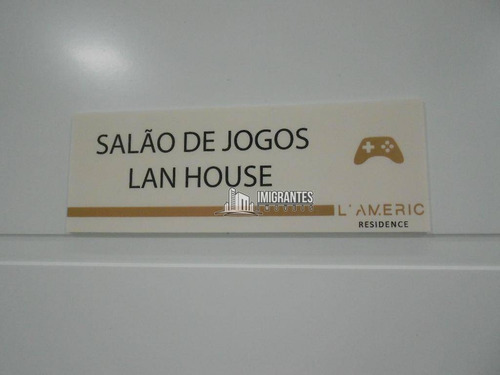 SALÃO DE JOGOS
LAN HOUSE
IMIGRANTES
L'AMERIC
RESIDENCE